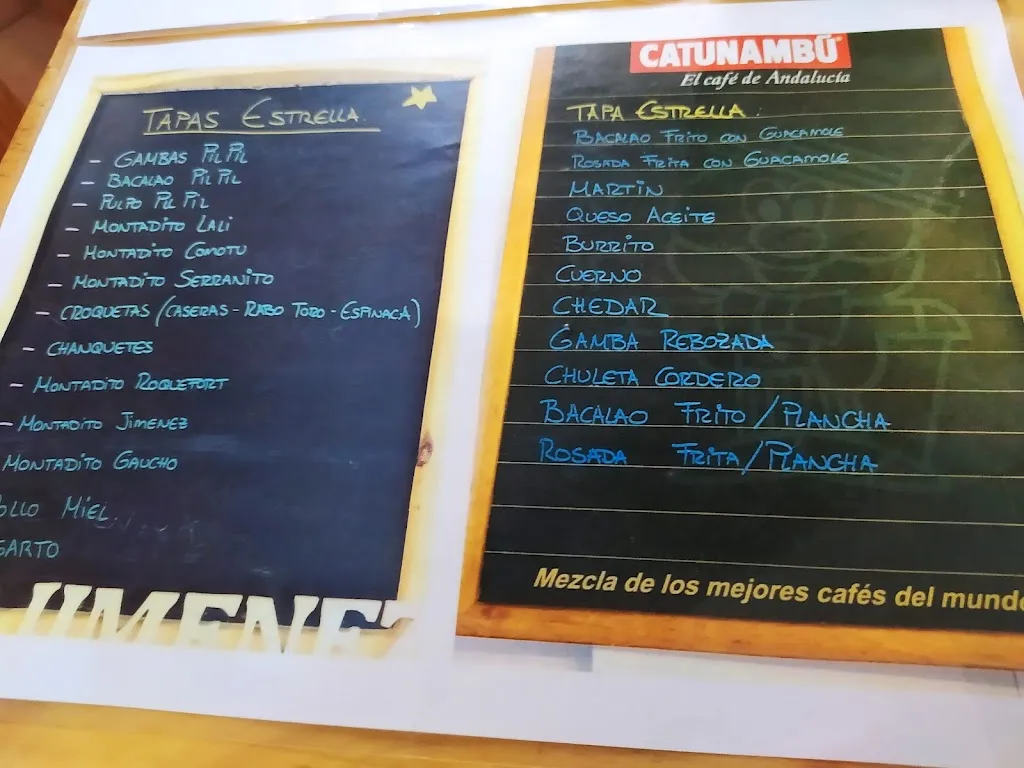 TAPAS ESTRELLA
- GAMBAS PIL PIL
- BACALAO PIL PIL
- PULPO PIL PIL
- MONTADITO LALI
- MONTADITO COMOTU
- MONTADITO SERRANITO
- CROQUETAS (CASERAS - RABO TORO - ESPINACA)
- CHANQUETES
- MONTADITO ROQUEFORT
- MONTADITO JIMENEZ
MONTADITO GAUCHO
OLLO MIEL
GARTO
JIMENEZ
CATUNAMBÚ
El café de Andalucía
TAPA ESTRELLA:
BACALAO FRITO CON GUACAMOLE
ROSADA FRITA CON GUACAMOLE
MARTIN
QUESO ACEITE
BURRITO
CUERNO
CHEDAR
GAMBA REBOZADA
CHULETA CORDERO
BACALAO FRITO/PLANCHA
ROSADA FRITA/PLANCHA
Mezcla de los mejores cafés del mundo